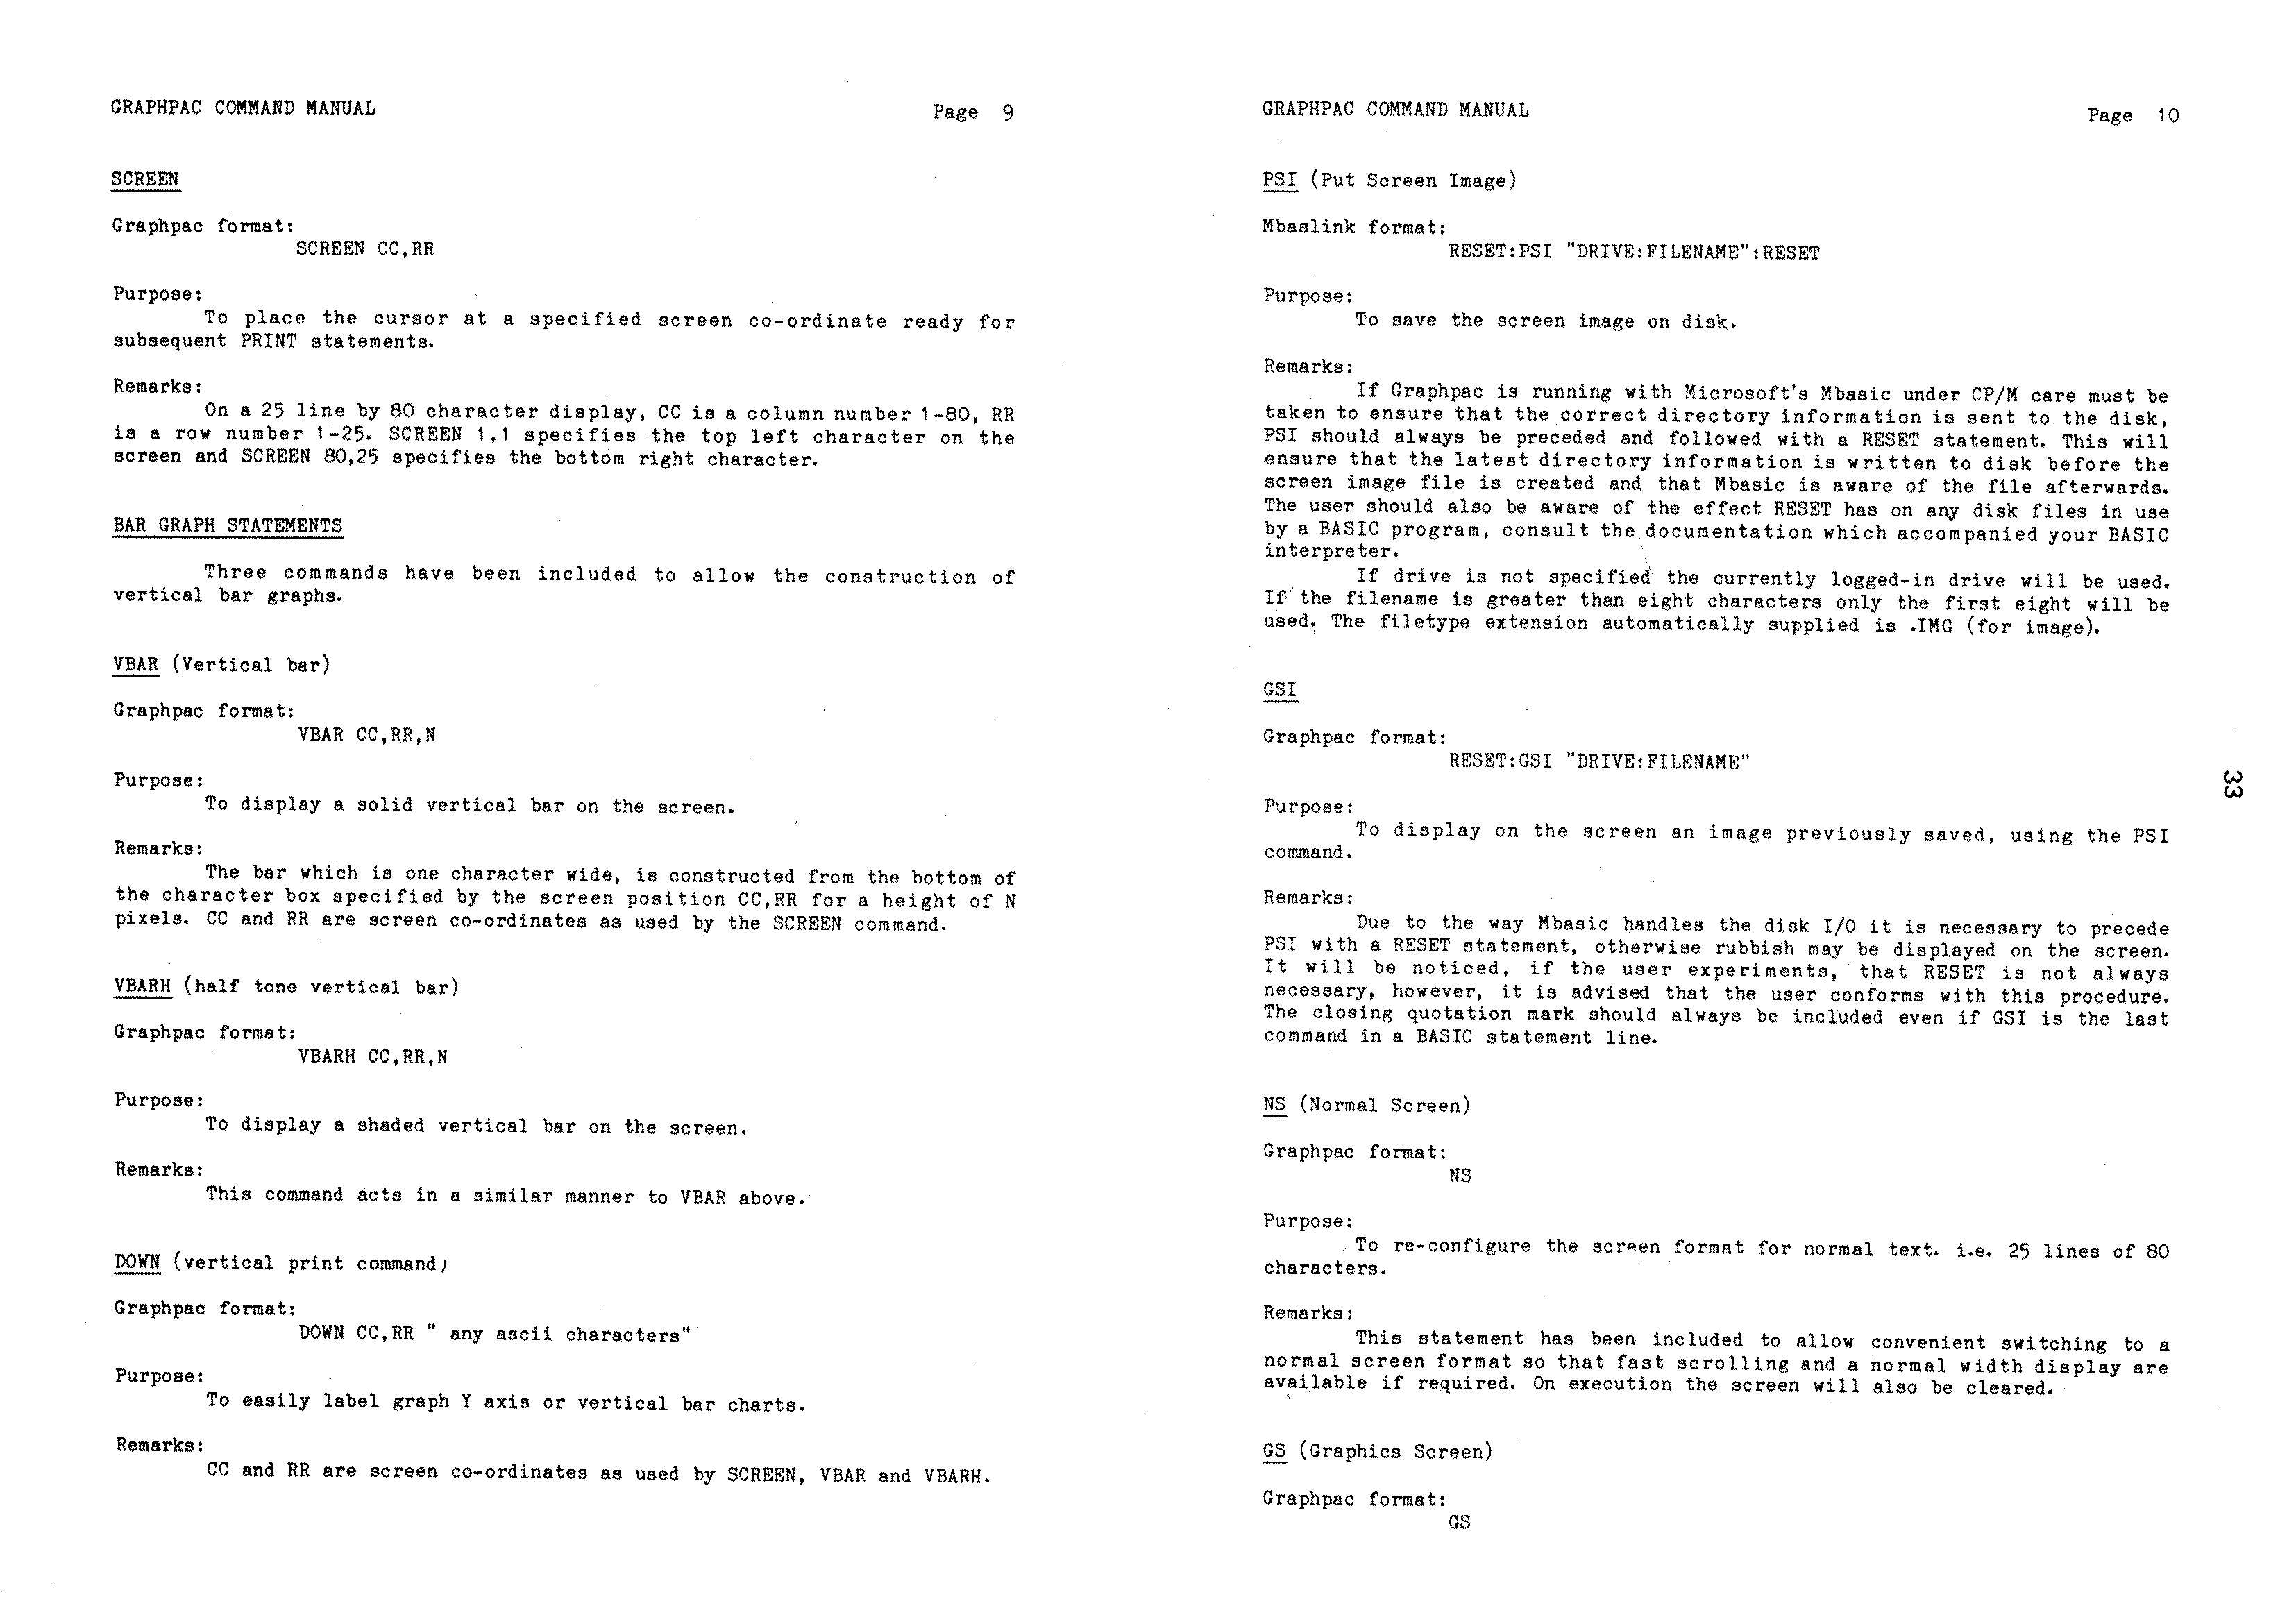 GRAPHPAC COMMAND MANUAL Page 9
SCREEN
Graphpac format:
SCREEN CC,RR
Purpose:
To place the cursor at a specified screen co-ordinate ready for
subsequent PRINT statements.
Remarks:
On a 25 line by 80 character display, CC is a column number 1-80, RR
is a row number 1-25. SCREEN 1,1 specifies the top left character on the
screen and SCREEN 80,25 specifies the bottom right character.
BAR GRAPH STATEMENTS
Three commands have been included to allow the construction of
vertical bar graphs.
VBAR (Vertical bar)
Graphpac format:
VBAR CC,RR,N
Purpose:
To display a solid vertical bar on the screen.
Remarks:
The bar which is one character wide, is constructed from the bottom of
the character box specified by the screen position CC,RR for a height of N
pixels. CC and RR are screen co-ordinates as used by the SCREEN command.
VBARH (half tone vertical bar)
Graphpac format:
VBARH CC,RR,N
Purpose:
To display a shaded vertical bar on the screen.
Remarks:
This command acts in a similar manner to VBAR above.
DOWN (vertical print command)
Graphpac format:
DOWN CC,RR " any ascii characters"
Purpose:
To easily label graph Y axis or vertical bar charts.
Remarks:
CC and RR are screen co-ordinates as used by SCREEN, VBAR and VBARH.
GRAPHPAC COMMAND MANUAL Page 10
PSI (Put Screen Image)
Mbaslink format:
RESET:PSI "DRIVE:FILENAME":RESET
Purpose:
To save the screen image on disk.
Remarks:
If Graphpac is running with Microsoft's Mbasic under CP/M care must be
taken to ensure that the correct directory information is sent to the disk,
PSI should always be preceded and followed with a RESET statement. This will
ensure that the latest directory information is written to disk before the
screen image file is created and that Mbasic is aware of the file afterwards.
The user should also be aware of the effect RESET has on any disk files in use
by a BASIC program, consult the documentation which accompanied your BASIC
interpreter.
If drive is not specified the currently logged-in drive will be used.
If the filename is greater than eight characters only the first eight will be
used. The filetype extension automatically supplied is .IMG (for image).
GSI
Graphpac format:
RESET:GSI "DRIVE:FILENAME"
Purpose:
To display on the screen an image previously saved, using the PSI
command.
Remarks:
Due to the way Mbasic handles the disk I/O it is necessary to precede
PSI with a RESET statement, otherwise rubbish may be displayed on the screen.
It will be noticed, if the user experiments, that RESET is not always
necessary, however, it is advised that the user conforms with this procedure.
The closing quotation mark should always be included even if GSI is the last
command in a BASIC statement line.
NS (Normal Screen)
Graphpac format:
NS
Purpose:
To re-configure the screen format for normal text. i.e. 25 lines of 80
characters.
Remarks:
This statement has been included to allow convenient switching to a
normal screen format so that fast scrolling and a normal width display are
available if required. On execution the screen will also be cleared.
GS (Graphics Screen)
Graphpac format:
GS
33